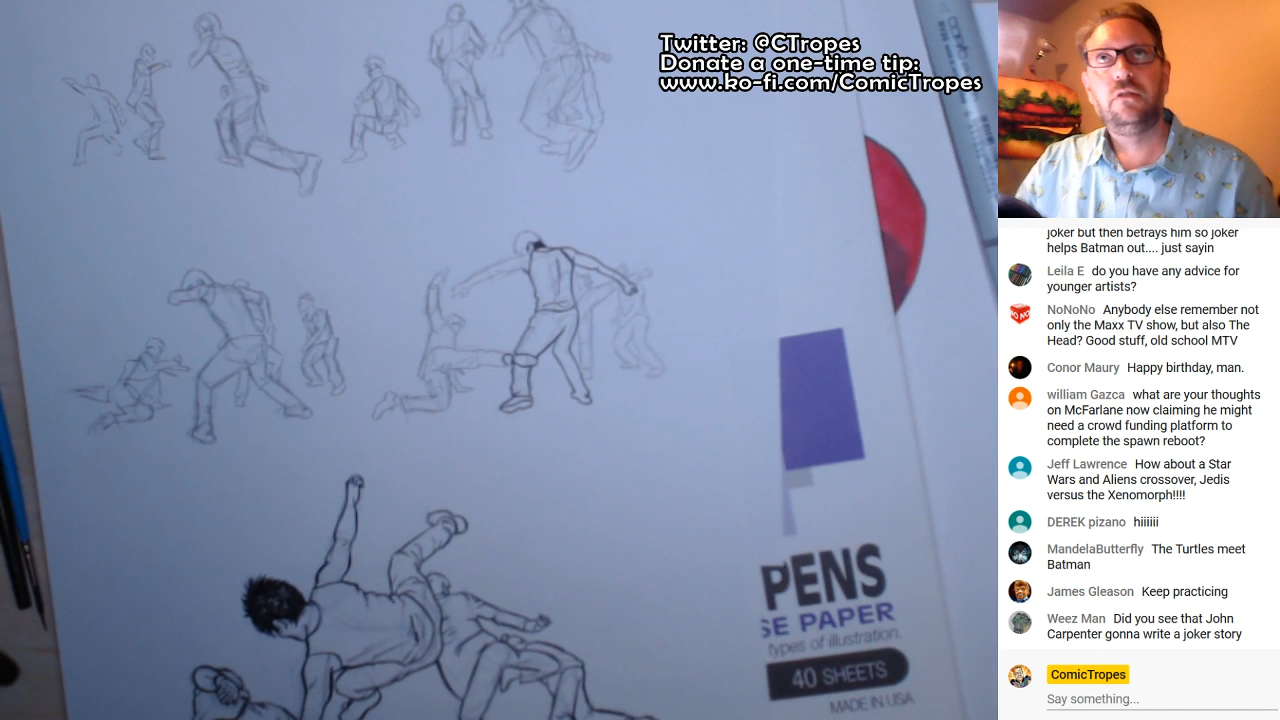 Twitter: @CTropes
Donate a one-time tip:
www.ko-fi.com/ComicTropes
joker but then betrays him so joker
helps Batman out.... just sayin
Leila E do you have any advice for
younger artists?
NoNoNo Anybody else remember not
only the Maxx TV show, but also The
Head? Good stuff, old school MTV
Conor Maury Happy birthday, man.
william Gazca what are your thoughts
on McFarlane now claiming he might
need a crowd funding platform to
complete the spawn reboot?
Jeff Lawrence How about a Star
Wars and Aliens crossover, Jedis
versus the Xenomorph!!!!
DEREK pizano hiiiiii
MandelaButterfly The Turtles meet
Batman
James Gleason Keep practicing
Weez Man Did you see that John
Carpenter gonna write a joker story
ComicTropes
Say something...
PENS
SE PAPER
types of illustration.
40 SHEETS
MADE IN USA